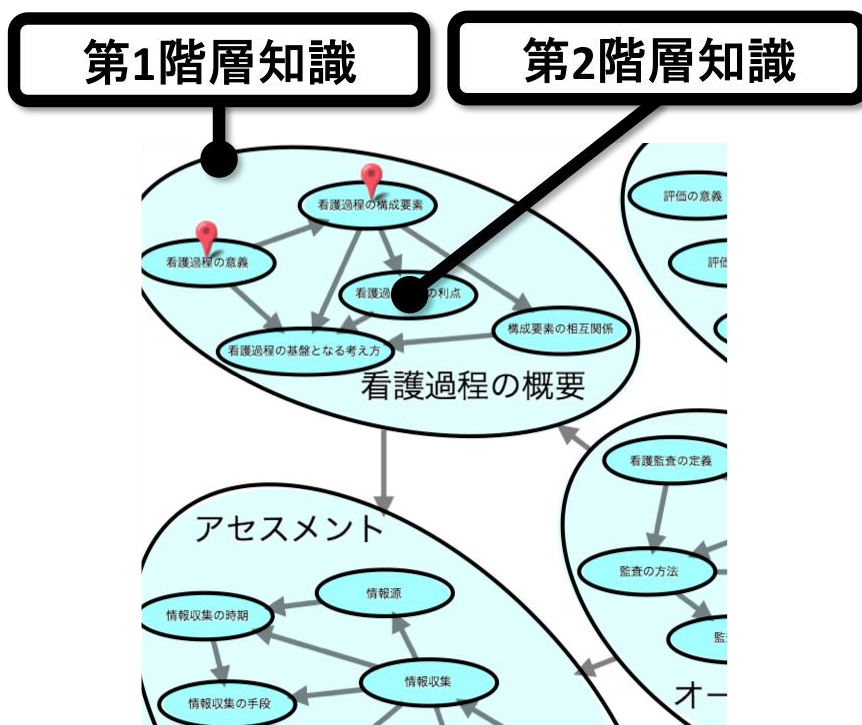 第1階層知識
第2階層知識
看護過程の構成要素
評価の意義
看護過程の意義
評価
看護過
の利点
構成要素の相互関係
看護過程の基盤となる考え方
看護過程の概要
看護監査の定義
アセスメント
監査の方法
情報源
情報収集の時期
監
情報収集
情報収集の手段
オー